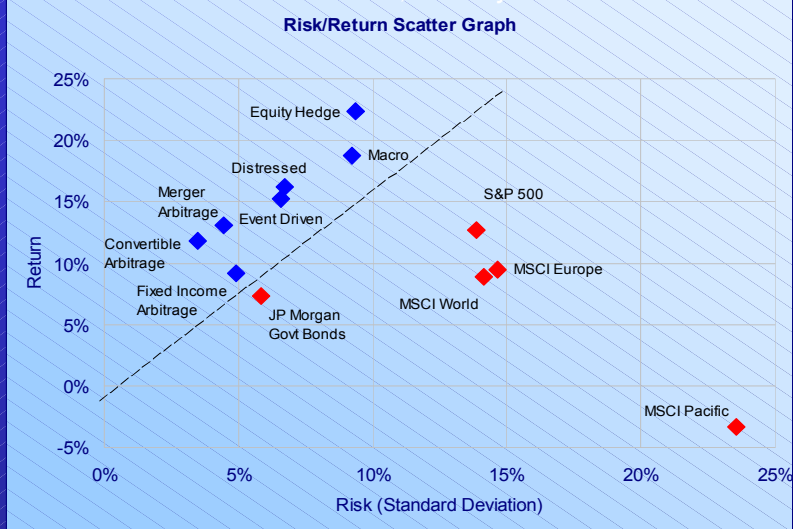 Risk/Return Scatter Graph
25%
20%
15%
10%
5%
0%
-5%
Return
Equity Hedge
Macro
Distressed
Event Driven
Merger
Arbitrage
Convertible
Arbitrage
Fixed Income
Arbitrage
JP Morgan
Govt Bonds
S&P 500
MSCI Europe
MSCI World
MSCI Pacific
0%
5%
10%
15%
20%
25%
Risk (Standard Deviation)